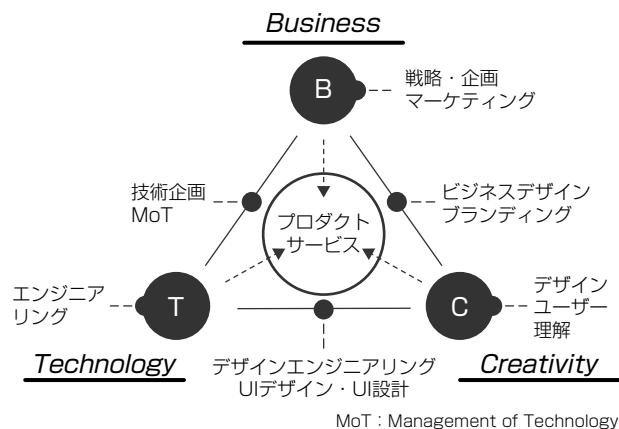 Business
B
戦略・企画
マーケティング
技術企画
MoT
ビジネスデザイン
ブランディング
プロダクト
サービス
エンジニア
リング
T
C
デザイン
ユーザー
理解
Technology
デザインエンジニアリング
UIデザイン・UI設計
Creativity
MoT：Management of Technology